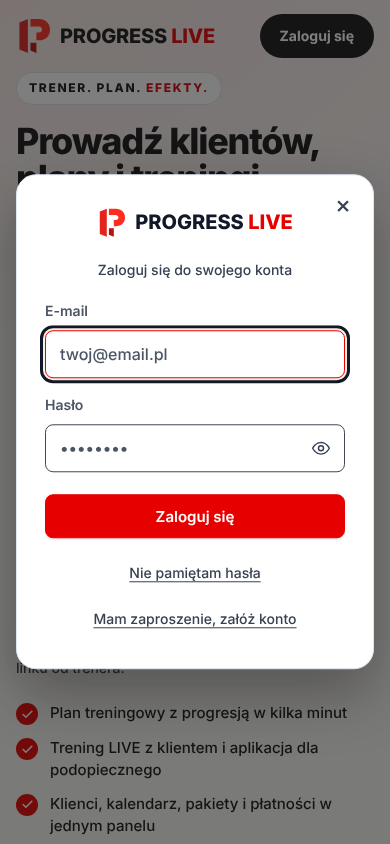 PROGRESS LIVE
Zaloguj się
TRENER. PLAN. EFEKTY.
Prowadź klientów,
plany i treningi
PROGRESS LIVE
Zaloguj się do swojego konta
E-mail
twoj@email.pl
Hasło
Zaloguj się
Nie pamiętam hasła
Mam zaproszenie, załóż konto
linku od trenera.
Plan treningowy z progresją w kilka minut
Trening LIVE z klientem i aplikacja dla
podopiecznego
Klienci, kalendarz, pakiety i płatności w
jednym panelu